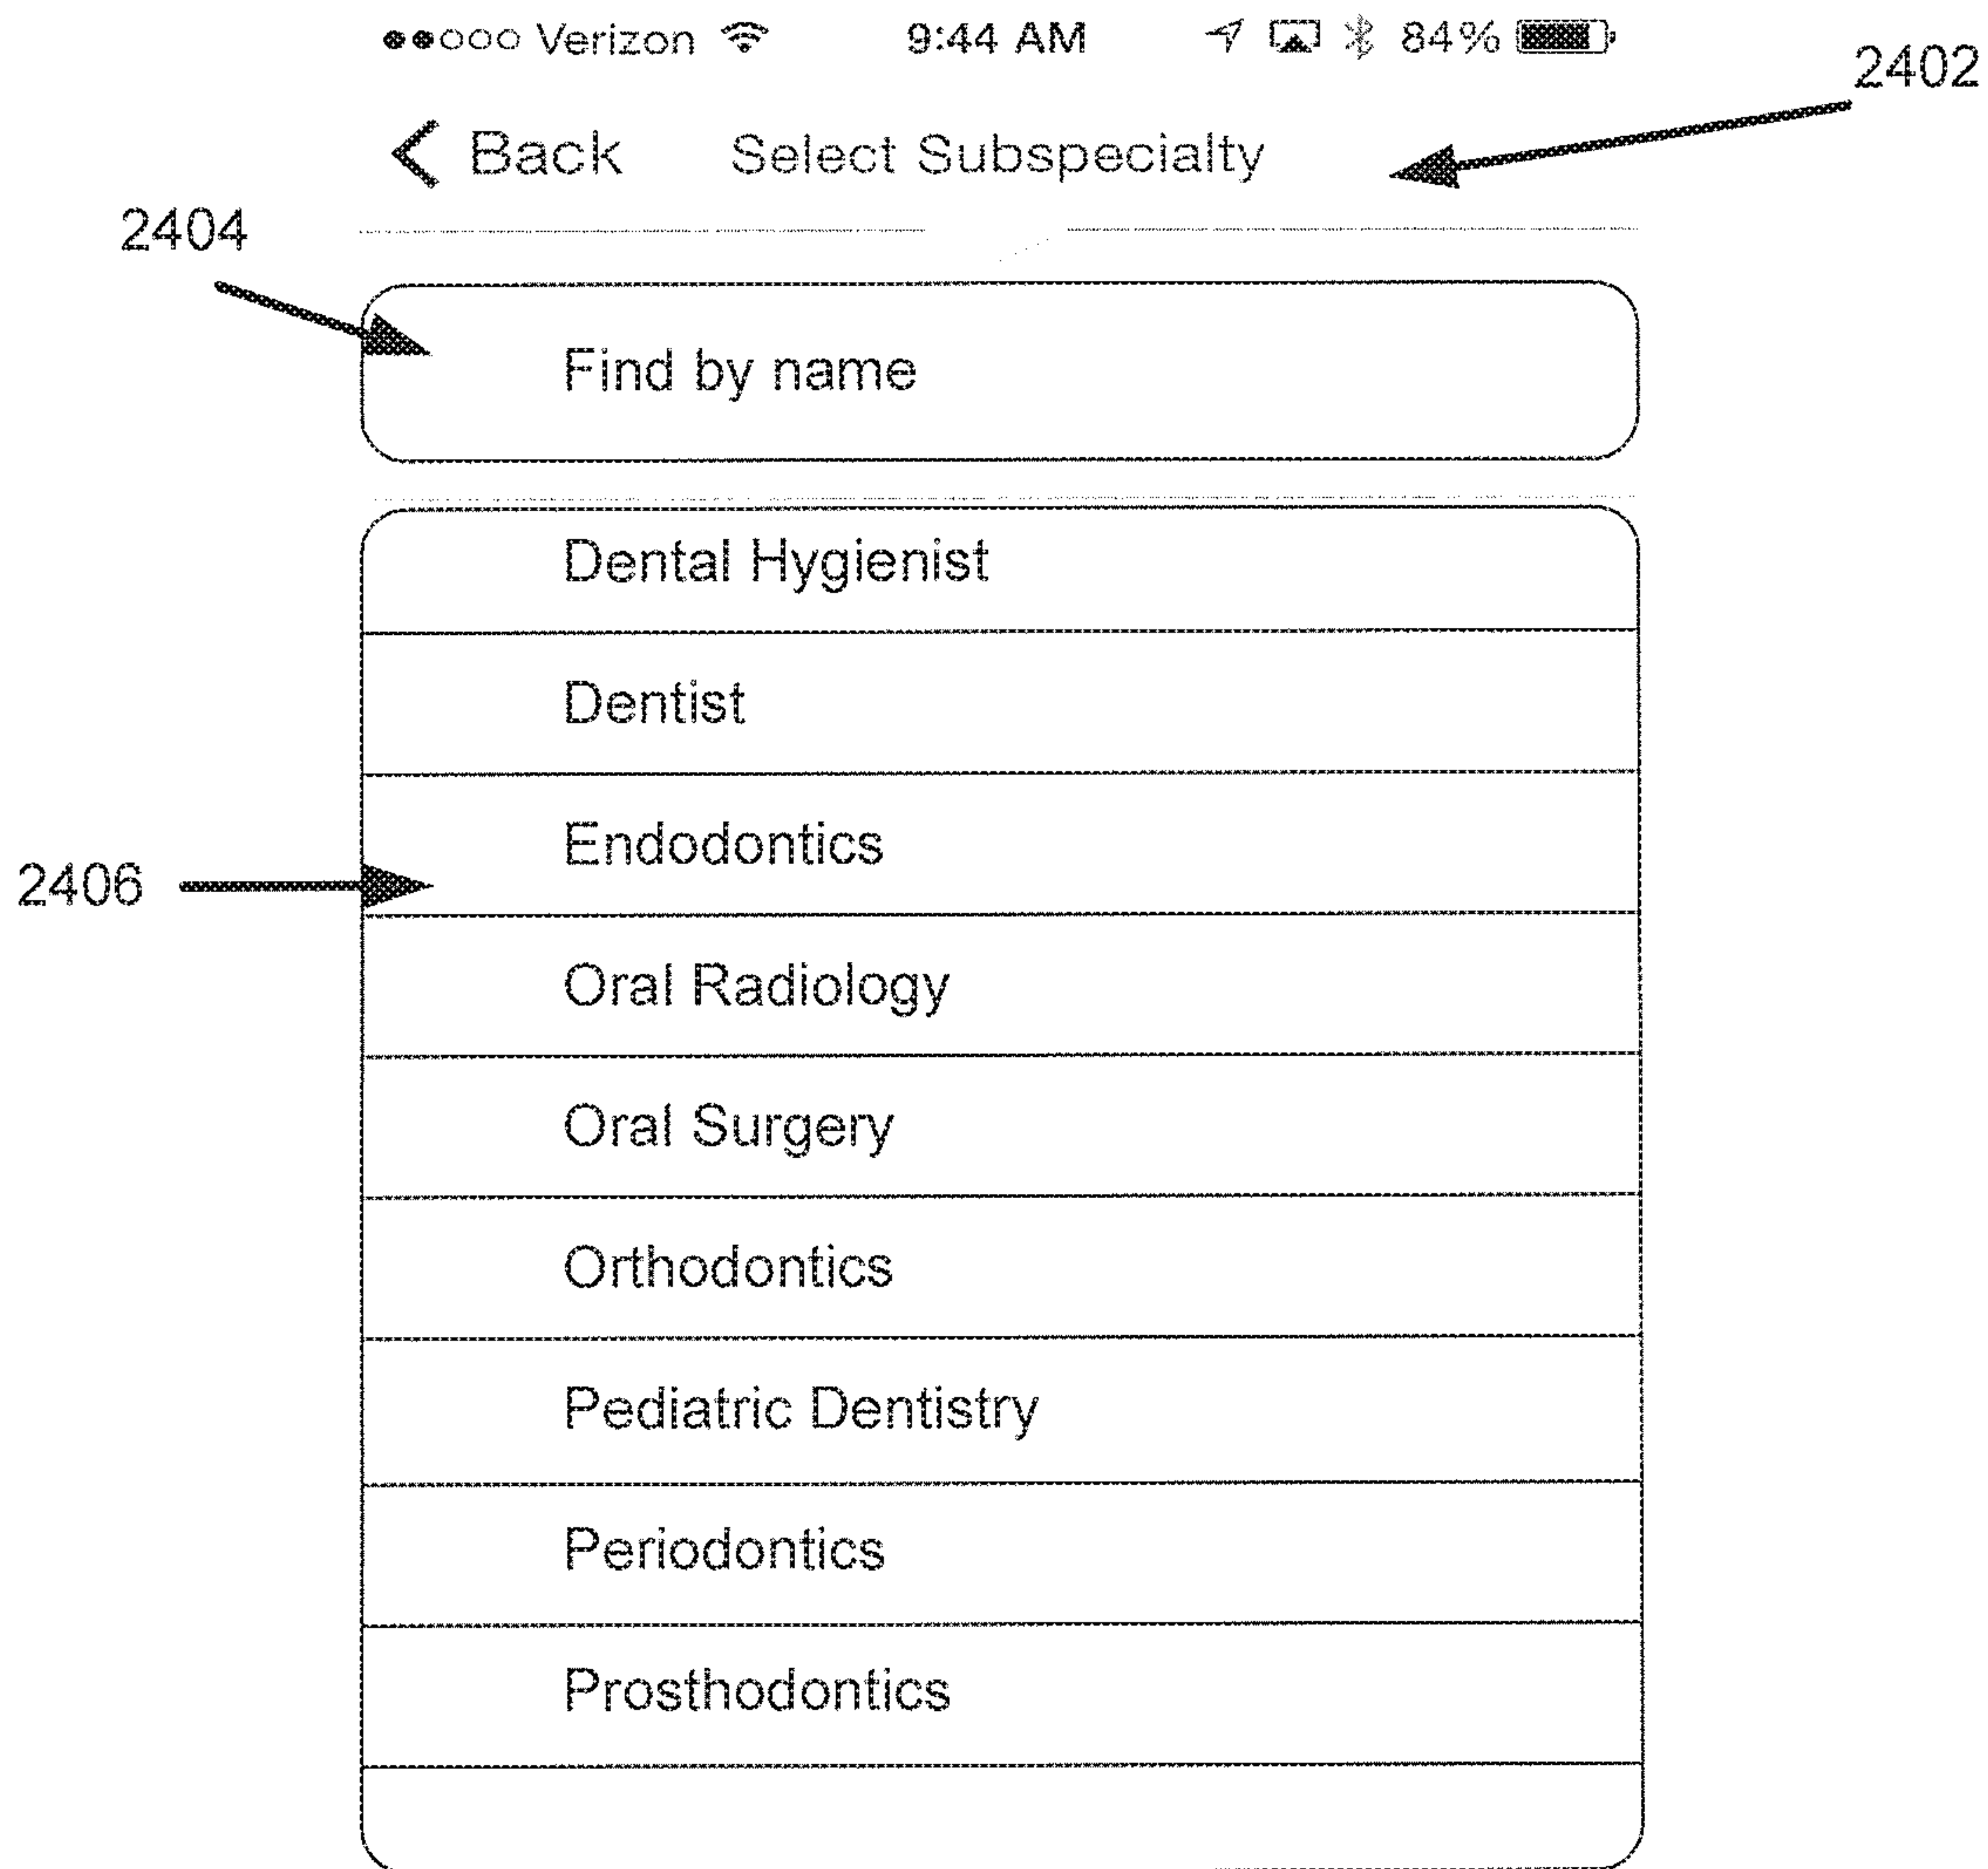 Verizon 9:44 AM 84%
2402
Back Select Subspecialty
2404
Find by name
Dental Hygienist
Dentist
Endodontics
2406
Oral Radiology
Oral Surgery
Orthodontics
Pediatric Dentistry
Periodontics
Prosthodontics